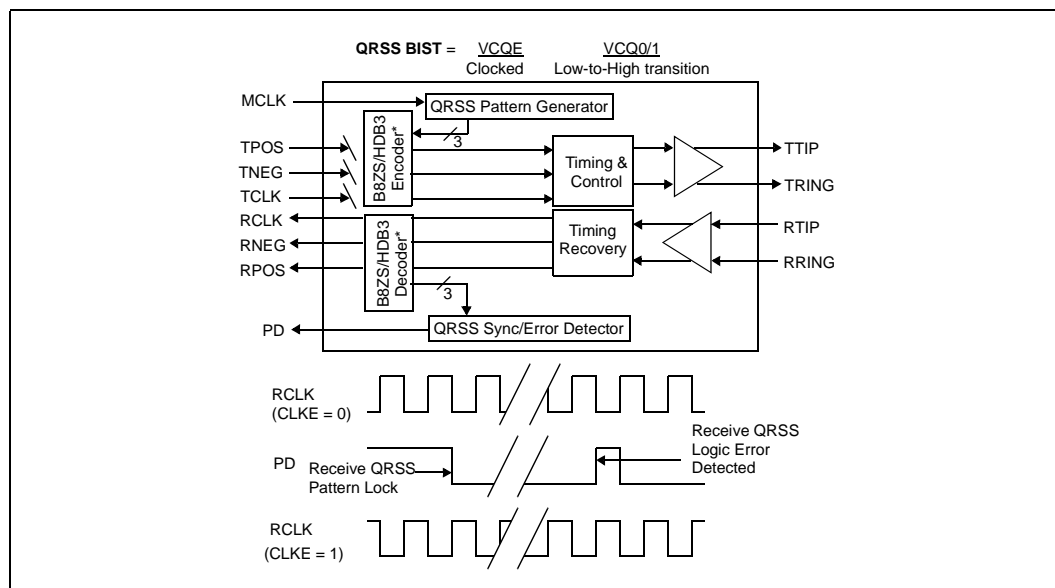 QRSS BIST = VCQE VCQ0/1
Clocked Low-to-High transition
MCLK
QRSS Pattern Generator
3
TPOS
TNEG
TCLK
B8ZS/HDB3
Encoder*
Timing &
Control
TTIP
TRING
RCLK
RNEG
RPOS
B8ZS/HDB3
Decoder*
Timing
Recovery
RTIP
RRING
3
PD
QRSS Sync/Error Detector
RCLK
(CLKE = 0)
PD
Receive QRSS
Pattern Lock
Receive QRSS
Logic Error
Detected
RCLK
(CLKE = 1)